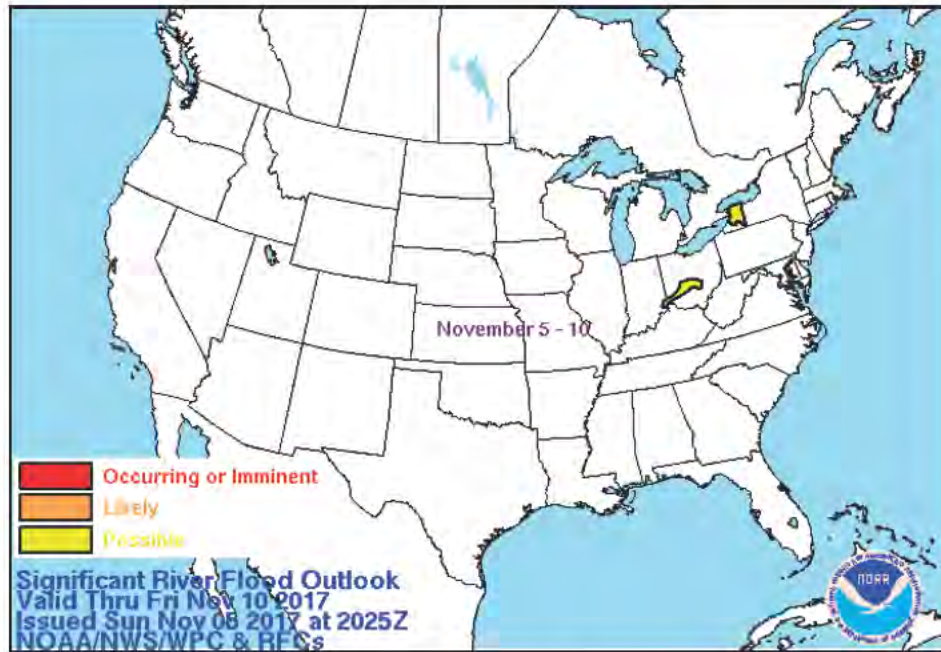 November 5 - 10
Occurring or Imminent
Likely
Possible
Significant River Flood Outlook
Valid Thru Fri Nov 10 2017
Issued Sun Nov 2017 at 2025Z
NOAA/NWS/WPC & RFCs
NOAA